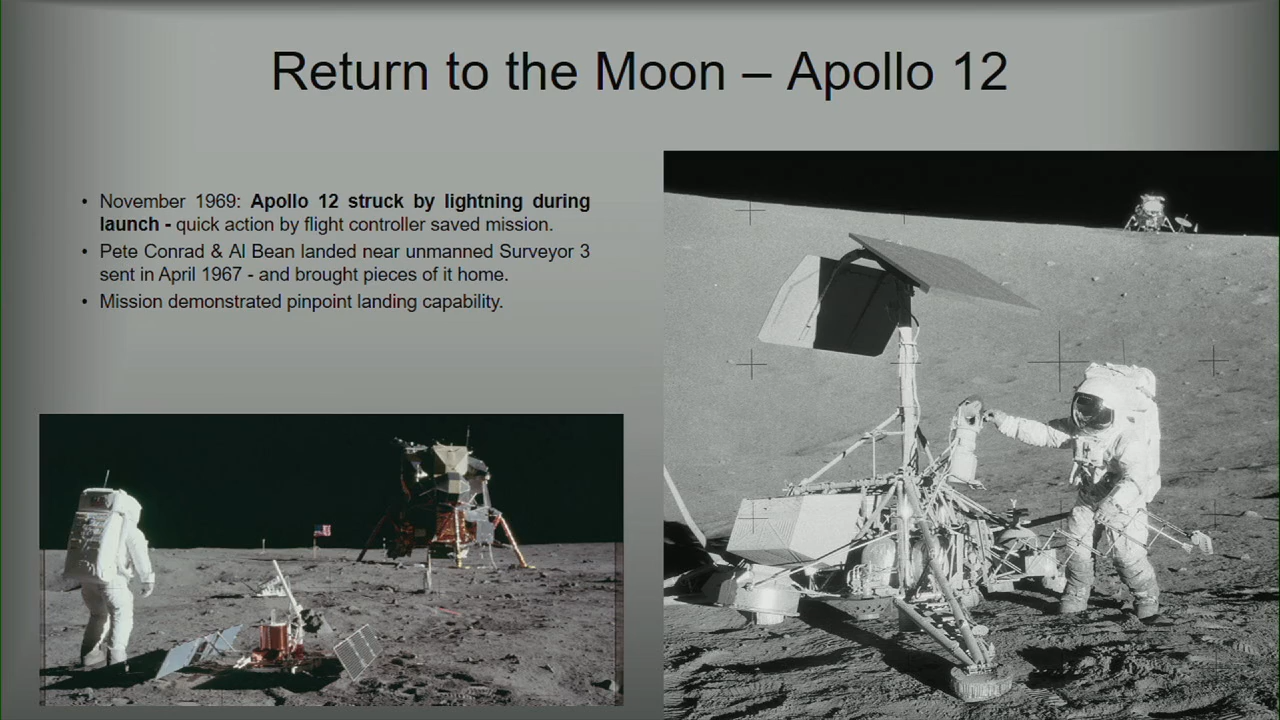 Return to the Moon – Apollo 12
• November 1969: Apollo 12 struck by lightning during
launch - quick action by flight controller saved mission.
• Pete Conrad & Al Bean landed near unmanned Surveyor 3
sent in April 1967 - and brought pieces of it home.
• Mission demonstrated pinpoint landing capability.